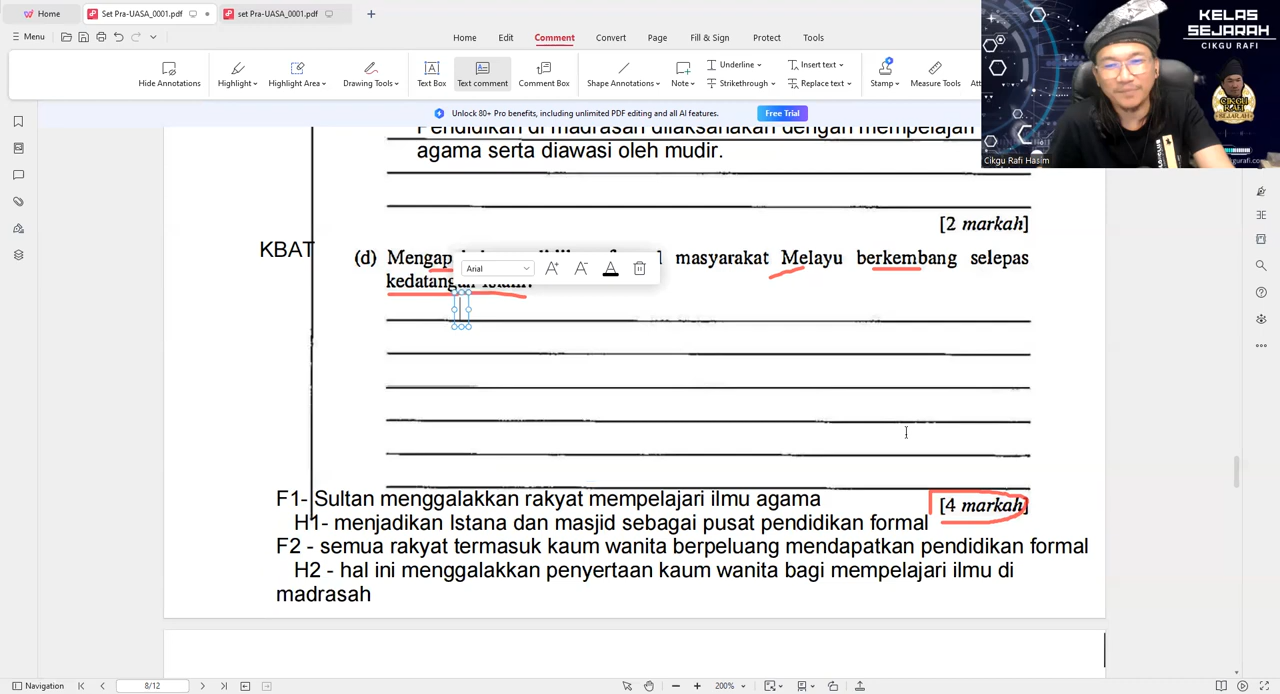 Home
Set Pra-UASA_0001.pdf
set Pra-UASA_0001.pdf
Menu
Home
Edit
Comment
Convert
Page
Fill & Sign
Protect
Tools
Hide Annotations
Highlight
Highlight Area
Drawing Tools
Text Box
Text comment
Comment Box
Shape Annotations
Note
Underline
Strikethrough
Insert text
Replace text
Stamp
Measure Tools
Unlock 80+ Pro benefits, including unlimited PDF editing and all AI features.
Free Trial
KELAS
SEJARAH
CIKGU RAFI
CIKGU
RAFI
SEJARAH
Cikgu Rafi Hasim
Pendidikan di madrasah dilaksanakan dengan mempelajari
agama serta diawasi oleh mudir.
[2 markah]
KBAT
(d) masyarakat Melayu berkembang selepas
kedatangan Islam.
Arial
[4 markah]
F1- Sultan menggalakkan rakyat mempelajari ilmu agama
H1- menjadikan Istana dan masjid sebagai pusat pendidikan formal
F2 - semua rakyat termasuk kaum wanita berpeluang mendapatkan pendidikan formal
H2 - hal ini menggalakkan penyertaan kaum wanita bagi mempelajari ilmu di
madrasah
Navigation
8/12
200%